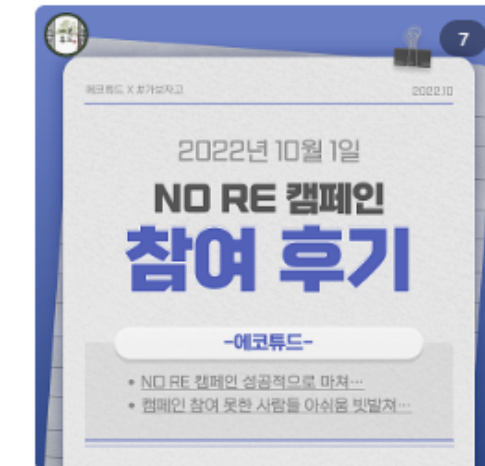 7
에코튜드 X #가보자고
2022.10
2022년 10월 1일
NO RE 캠페인
참여 후기
-에코튜드-
• NO RE 캠페인 성공적으로 마쳐…
• 캠페인 참여 못한 사람들 아쉬움 빗발쳐…